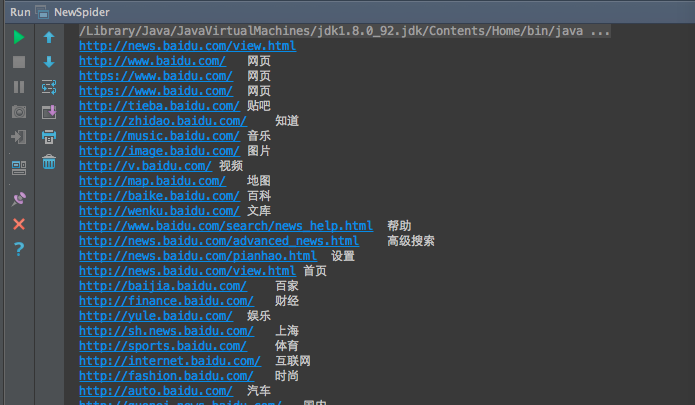 Run NewSpider
/Library/Java/JavaVirtualMachines/jdk1.8.0_92.jdk/Contents/Home/bin/java ...
http://news.baidu.com/view.html
http://www.baidu.com/ 网页
https://www.baidu.com/ 网页
https://www.baidu.com/ 网页
http://tieba.baidu.com/ 贴吧
http://zhidao.baidu.com/ 知道
http://music.baidu.com/ 音乐
http://image.baidu.com/ 图片
http://v.baidu.com/ 视频
http://map.baidu.com/ 地图
http://baike.baidu.com/ 百科
http://wenku.baidu.com/ 文库
http://www.baidu.com/search/news_help.html 帮助
http://news.baidu.com/advanced_news.html 高级搜索
http://news.baidu.com/pianhao.html 设置
http://news.baidu.com/view.html 首页
http://baijia.baidu.com/ 百家
http://finance.baidu.com/ 财经
http://yule.baidu.com/ 娱乐
http://sh.news.baidu.com/ 上海
http://sports.baidu.com/ 体育
http://internet.baidu.com/ 互联网
http://fashion.baidu.com/ 时尚
http://auto.baidu.com/ 汽车